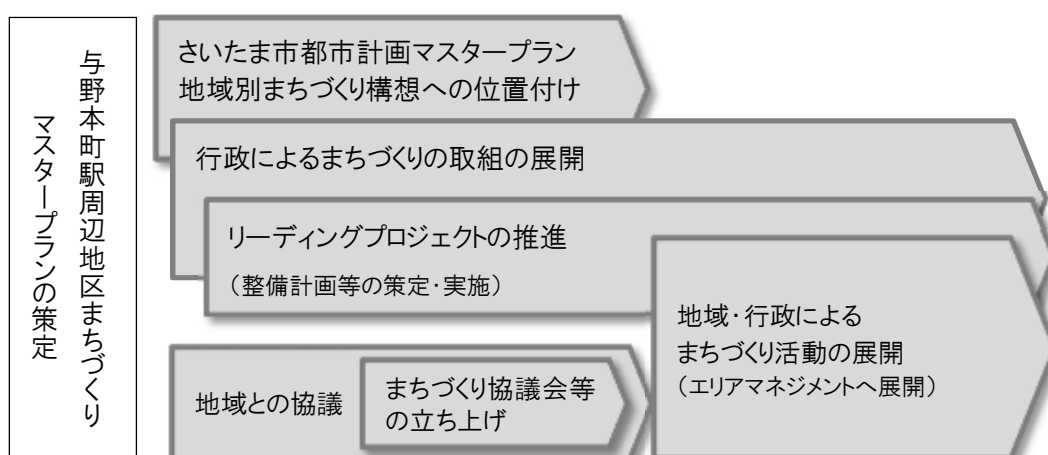 与野本町駅周辺地区まちづくり
マスタープランの策定
さいたま市都市計画マスタープラン
地域別まちづくり構想への位置付け
行政によるまちづくりの取組の展開
リーディングプロジェクトの推進
（整備計画等の策定・実施）
地域・行政による
まちづくり活動の展開
（エリアマネジメントへ展開）
地域との協議
まちづくり協議会等
の立ち上げ